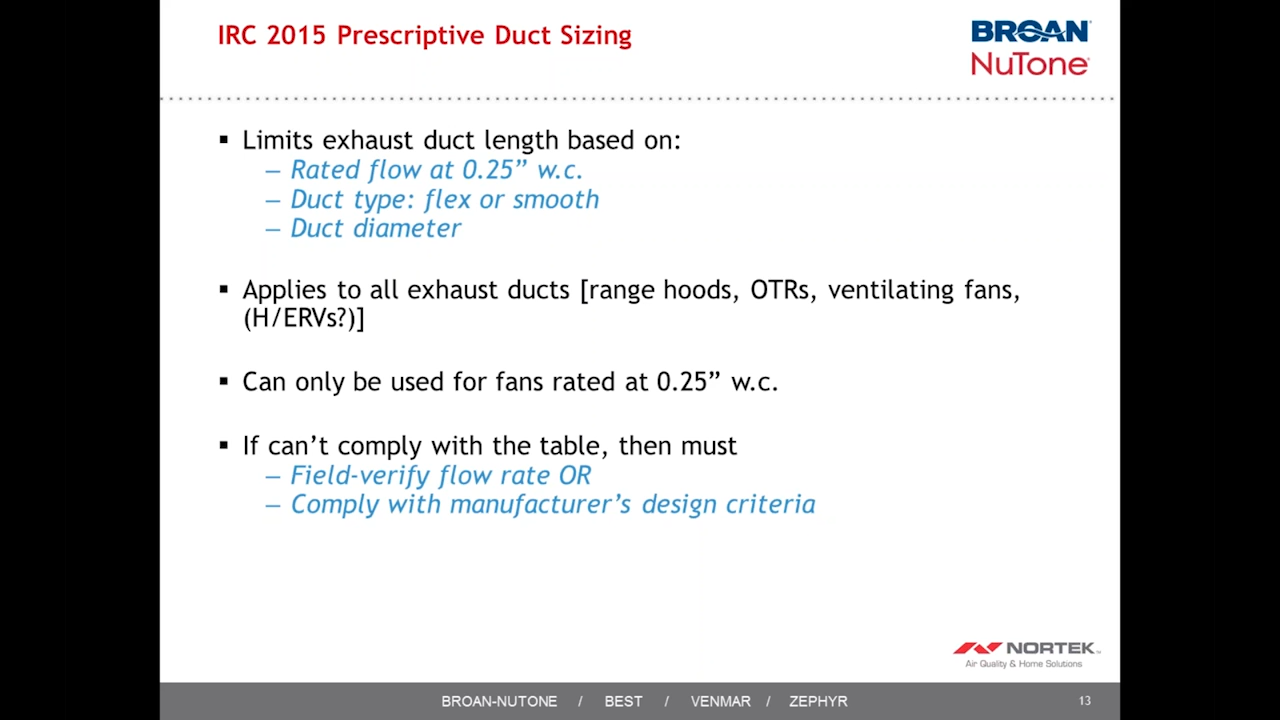 IRC 2015 Prescriptive Duct Sizing
BROAN
NuTone
▪ Limits exhaust duct length based on:
– Rated flow at 0.25” w.c.
– Duct type: flex or smooth
– Duct diameter
▪ Applies to all exhaust ducts [range hoods, OTRs, ventilating fans,
(H/ERVs?)]
▪ Can only be used for fans rated at 0.25” w.c.
▪ If can’t comply with the table, then must
– Field-verify flow rate OR
– Comply with manufacturer’s design criteria
NORTEK
Air Quality & Home Solutions
BROAN-NUTONE / BEST / VENMAR / ZEPHYR
13